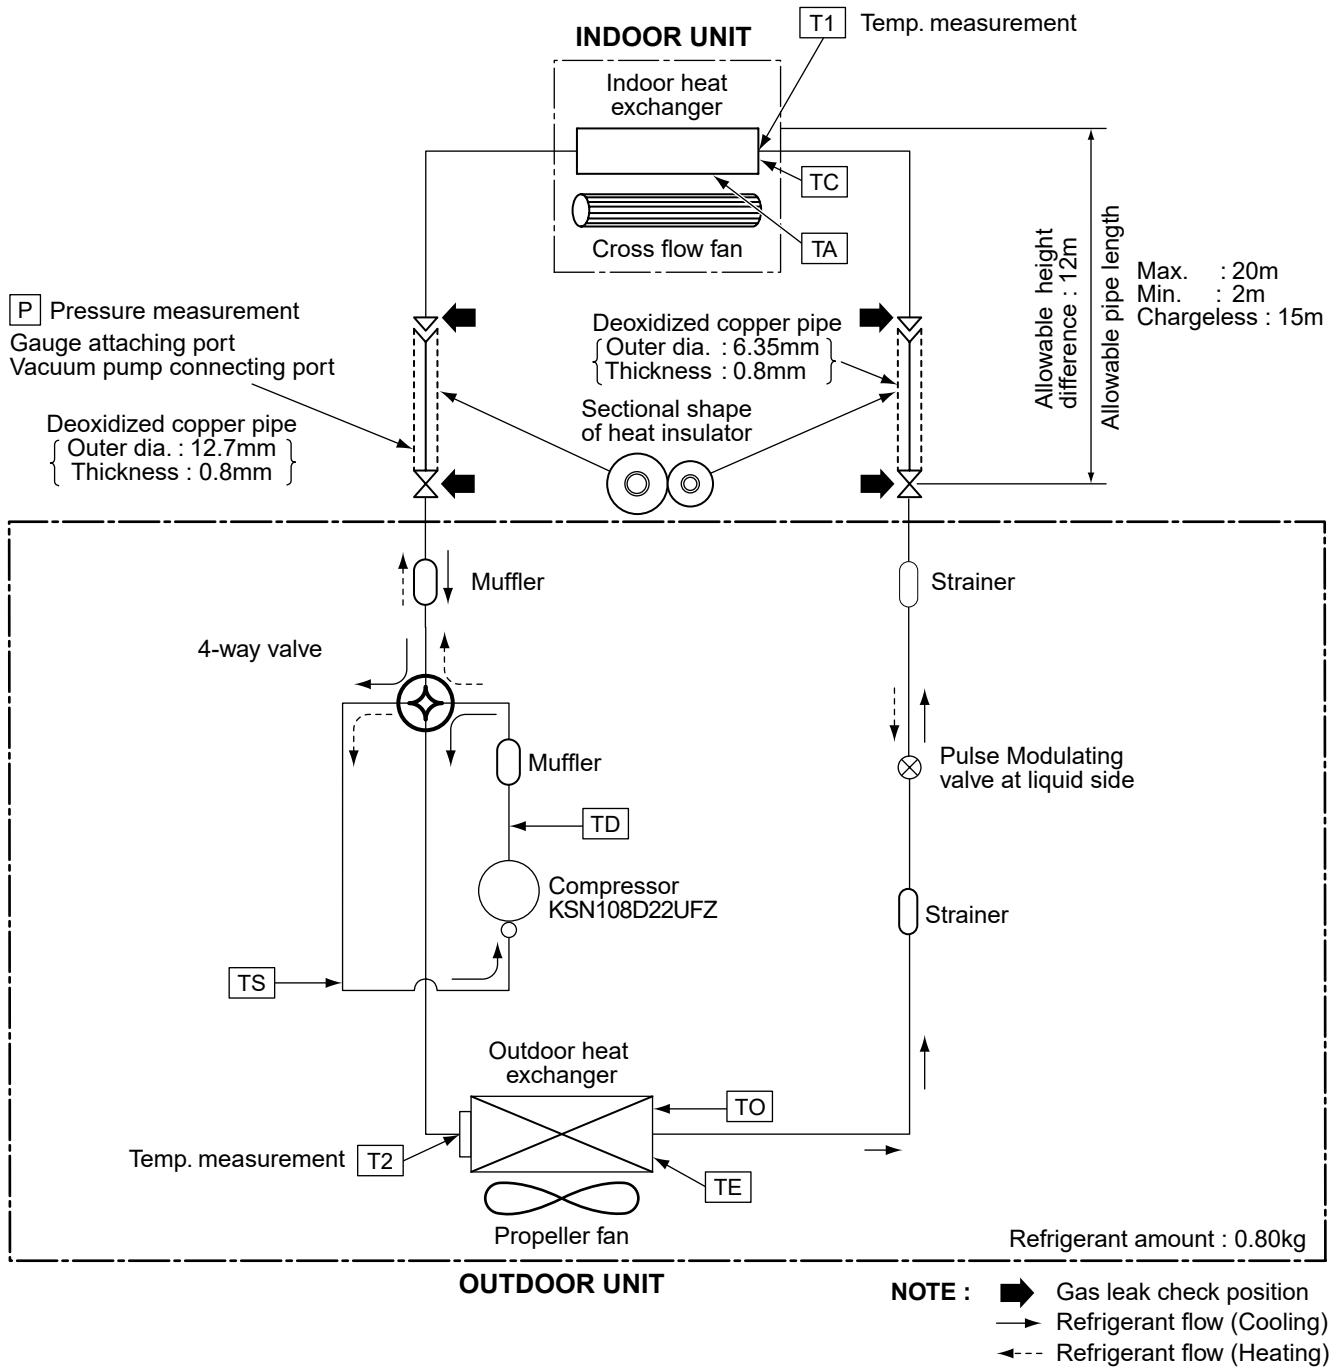 T1 Temp. measurement
INDOOR UNIT
Indoor heat
exchanger
TC
TA
Cross flow fan
Allowable height
difference : 12m
Allowable pipe length
Max. : 20m
Min. : 2m
Chargeless : 15m
P Pressure measurement
Gauge attaching port
Vacuum pump connecting port
Deoxidized copper pipe
Outer dia. : 6.35mm
Thickness : 0.8mm
Deoxidized copper pipe
Outer dia. : 12.7mm
Thickness : 0.8mm
Sectional shape
of heat insulator
Muffler
Strainer
4-way valve
Muffler
Pulse Modulating
valve at liquid side
TD
Compressor
KSN108D22UFZ
Strainer
TS
Outdoor heat
exchanger
TO
Temp. measurement T2
TE
Propeller fan
Refrigerant amount : 0.80kg
OUTDOOR UNIT
NOTE : Gas leak check position
Refrigerant flow (Cooling)
Refrigerant flow (Heating)